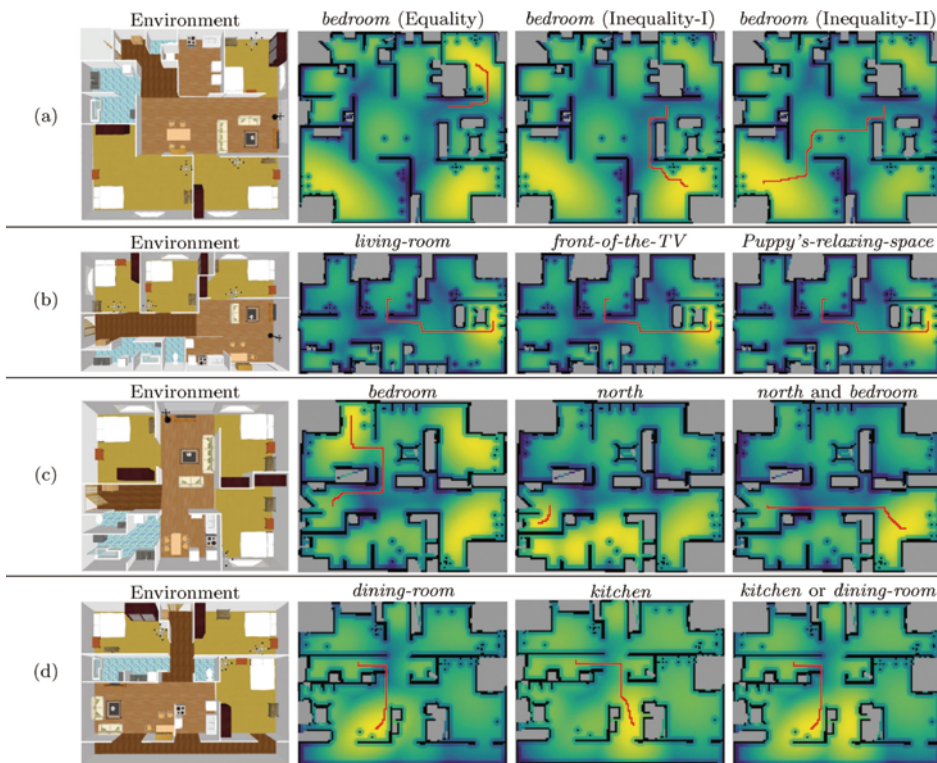 Environment bedroom (Equality) bedroom (Inequality-I) bedroom (Inequality-II)
(a)
Environment living-room front-of-the-TV Puppy's-relaxing-space
(b)
Environment bedroom north north and bedroom
(c)
Environment dining-room kitchen kitchen or dining-room
(d)